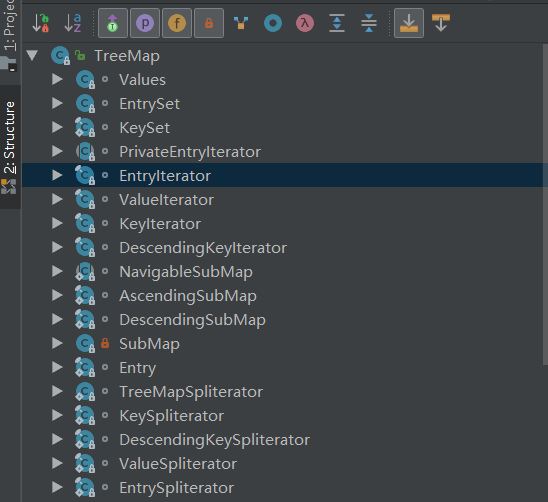 1: Project
2: Structure
TreeMap
Values
EntrySet
KeySet
PrivateEntryIterator
EntryIterator
ValueIterator
KeyIterator
DescendingKeyIterator
NavigableSubMap
AscendingSubMap
DescendingSubMap
SubMap
Entry
TreeMapSpliterator
KeySpliterator
DescendingKeySpliterator
ValueSpliterator
EntrySpliterator